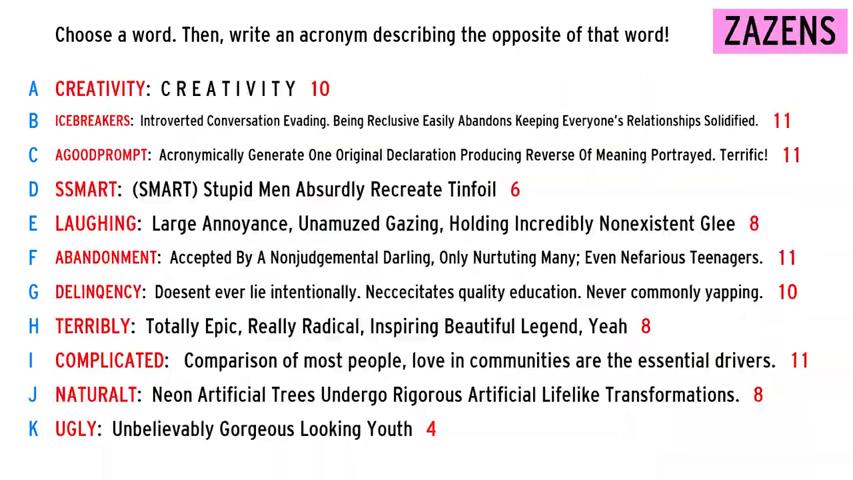 Choose a word. Then, write an acronym describing the opposite of that word!
ZAZENS
A CREATIVITY: C R E A T I V I T Y 10
B ICEBREAKERS: Introverted Conversation Evading. Being Reclusive Easily Abandons Keeping Everyone's Relationships Solidified. 11
C AGOODPROMPT: Acronymically Generate One Original Declaration Producing Reverse Of Meaning Portrayed. Terrific! 11
D SSMART: (SMART) Stupid Men Absurdly Recreate Tinfoil 6
E LAUGHING: Large Annoyance, Unamuzed Gazing, Holding Incredibly Nonexistent Glee 8
F ABANDONMENT: Accepted By A Nonjudgemental Darling, Only Nurtuting Many; Even Nefarious Teenagers. 11
G DELINQENCY: Doesent ever lie intentionally. Neccecitates quality education. Never commonly yapping. 10
H TERRIBLY: Totally Epic, Really Radical, Inspiring Beautiful Legend, Yeah 8
I COMPLICATED: Comparison of most people, love in communities are the essential drivers. 11
J NATURALT: Neon Artificial Trees Undergo Rigorous Artificial Lifelike Transformations. 8
K UGLY: Unbelievably Gorgeous Looking Youth 4